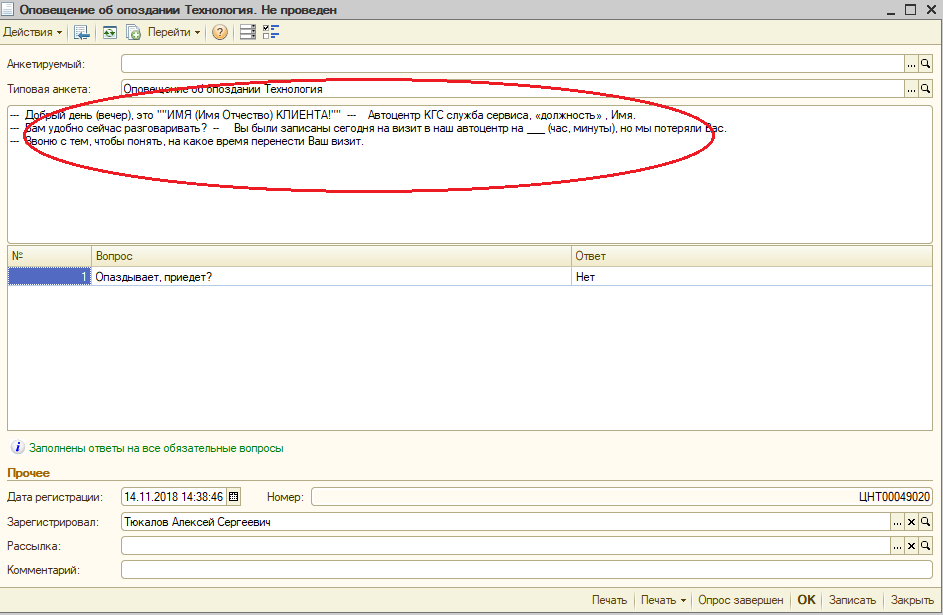 Оповещение об опоздании Технология. Не проведен
Действия Перейти
Анкетируемый:
Типовая анкета: Оповещение об опоздании Технология
--- Добрый день (вечер), это ""ИМЯ (Имя Отчество) КЛИЕНТА!"" --- Автоцентр КГС служба сервиса, «должность» , Имя.
--- Вам удобно сейчас разговаривать? -- Вы были записаны сегодня на визит в наш автоцентр на ___ (час, минуты), но мы потеряли Вас.
--- Звоню с тем, чтобы понять, на какое время перенести Ваш визит.
№ Вопрос Ответ
1 Опаздывает, приедет? Нет
Заполнены ответы на все обязательные вопросы
Прочее
Дата регистрации: 14.11.2018 14:38:46 Номер: ЦНТ00049020
Зарегистрировал: Тюкалов Алексей Сергеевич
Рассылка:
Комментарий:
Печать Печать Опрос завершен OK Записать Закрыть